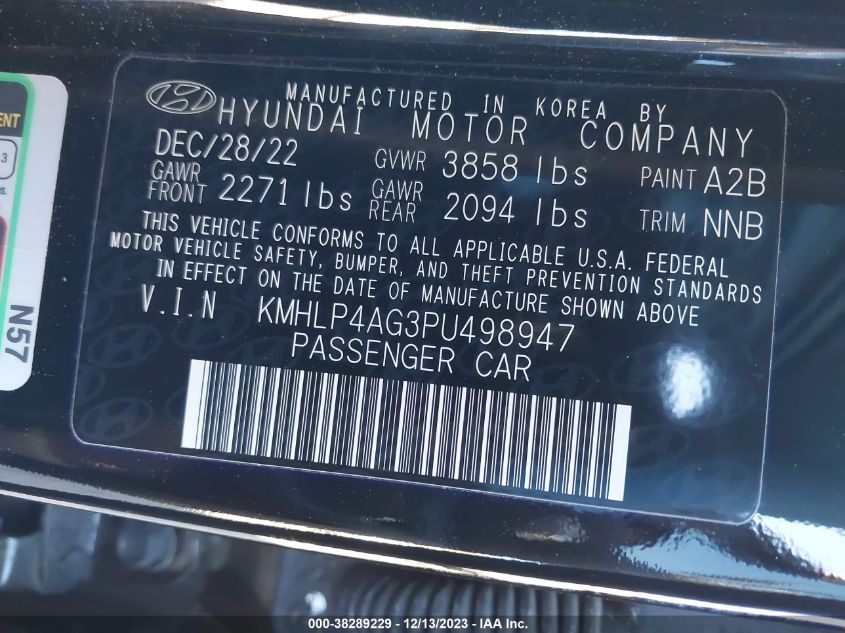 MANUFACTURED IN KOREA BY
HYUNDAI MOTOR COMPANY
DEC/28/22 GVWR 3858 lbs PAINT A2B
GAWR FRONT 2271 lbs GAWR REAR 2094 lbs TRIM NNB
THIS VEHICLE CONFORMS TO ALL APPLICABLE U.S.A. FEDERAL
MOTOR VEHICLE SAFETY, BUMPER, AND THEFT PREVENTION STANDARDS
IN EFFECT ON THE DATE OF MANUFACTURE SHOWN ABOVE
V.I.N KMHLP4AG3PU498947
PASSENGER CAR
N57
000-38289229 - 12/13/2023 - IAA Inc.